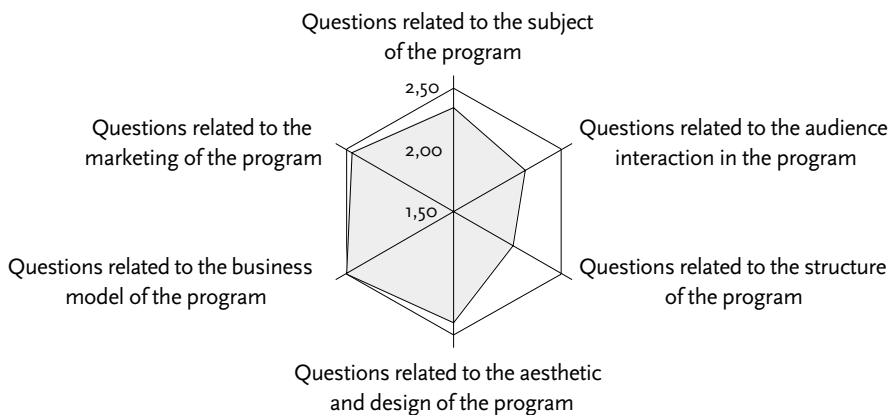 Questions related to the subject
of the program
2,50
Questions related to the
marketing of the program
Questions related to the audience
interaction in the program
2,00
1,50
Questions related to the business
model of the program
Questions related to the structure
of the program
Questions related to the aesthetic
and design of the program